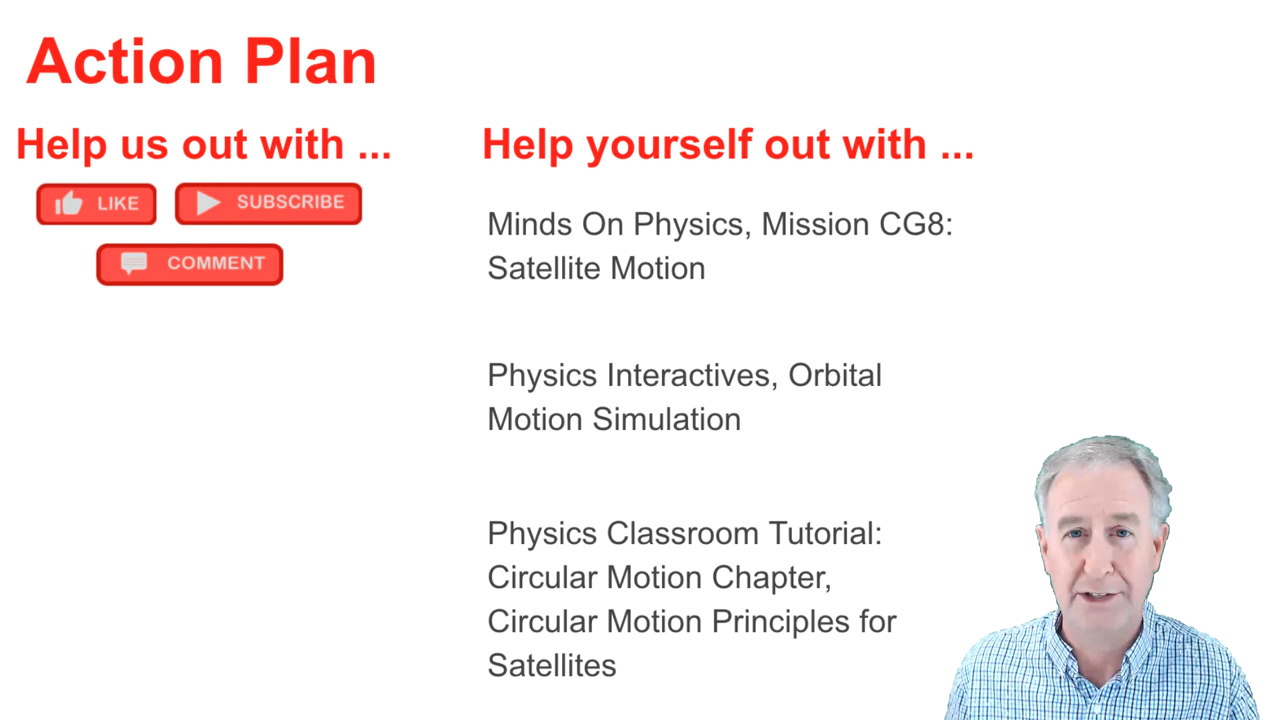 Action Plan
Help us out with ...
LIKE
SUBSCRIBE
COMMENT
Help yourself out with ...
Minds On Physics, Mission CG8:
Satellite Motion
Physics Interactives, Orbital
Motion Simulation
Physics Classroom Tutorial:
Circular Motion Chapter,
Circular Motion Principles for
Satellites